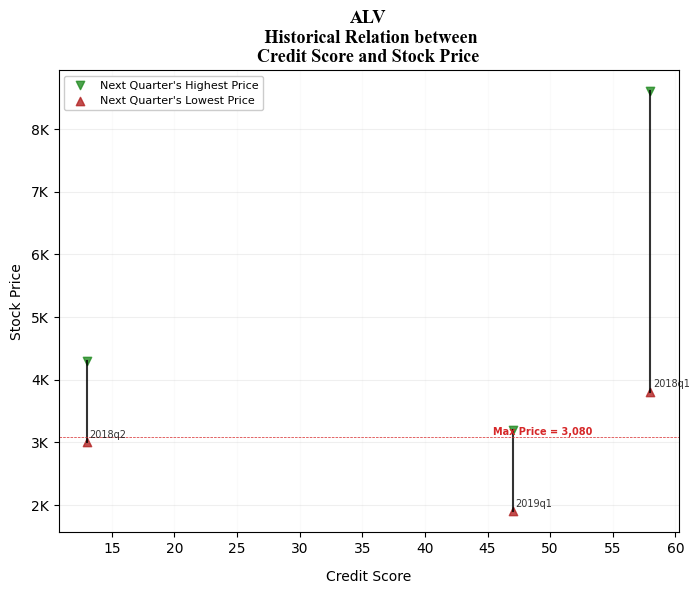 ALV
Historical Relation between
Credit Score and Stock Price
Next Quarter's Highest Price
Next Quarter's Lowest Price
8K
7K
6K
5K
4K
3K
2K
Stock Price
2018q1
2018q2
Max Price = 3,080
2019q1
15 20 25 30 35 40 45 50 55 60
Credit Score